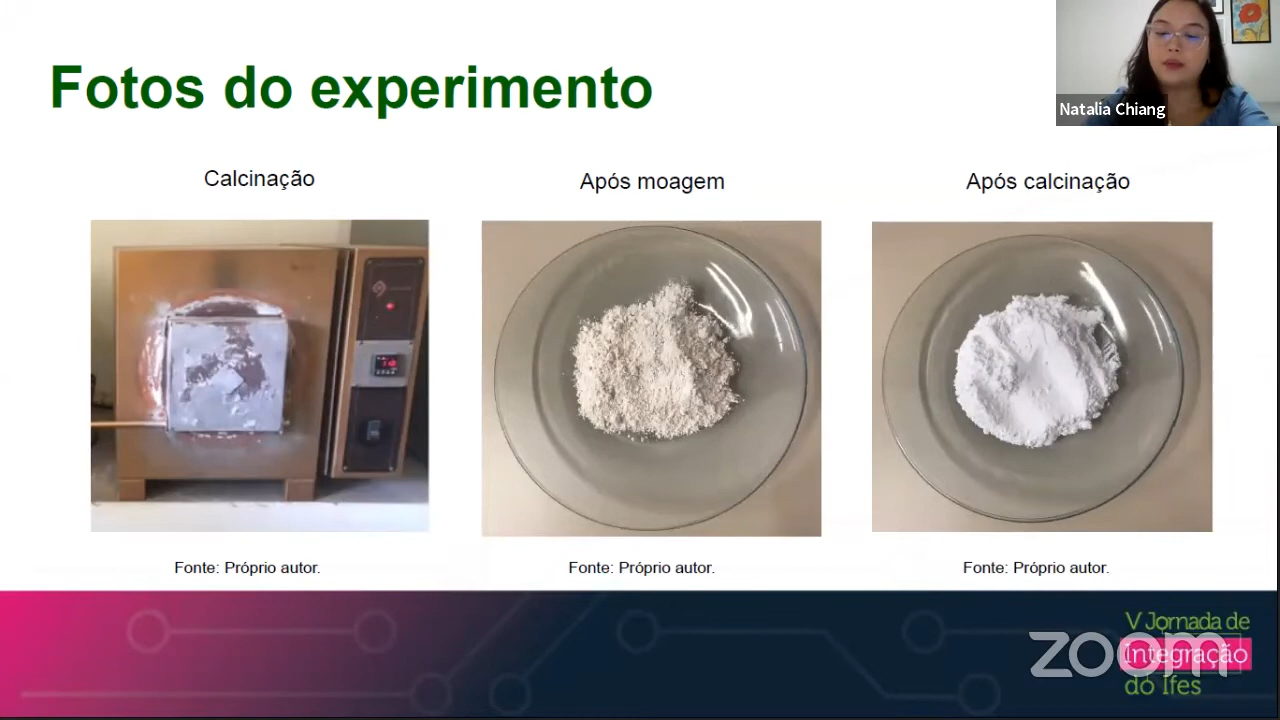 Fotos do experimento
Natalia Chiang
Calcinação
Após moagem
Após calcinação
Fonte: Próprio autor.
Fonte: Próprio autor.
Fonte: Próprio autor.
V Jornada de
Integração
do Ifes
zoom